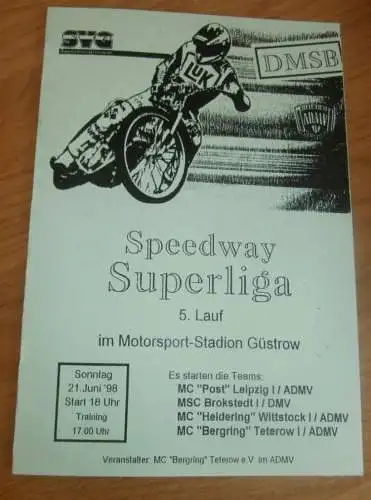 SVG
DMSB
LUK
Speedway
Superliga
5. Lauf
im Motorsport-Stadion Güstrow
Sonntag
21. Juni '98
Start 18 Uhr
Training
17.00 Uhr
Es starten die Teams:
MC "Post" Leipzig I / ADMV
MSC Brokstedt I / DMV
MC "Heidering" Wittstock I / ADMV
MC "Bergring" Teterow I / ADMV
Veranstalter: MC "Bergring" Teterow e.V. im ADMV